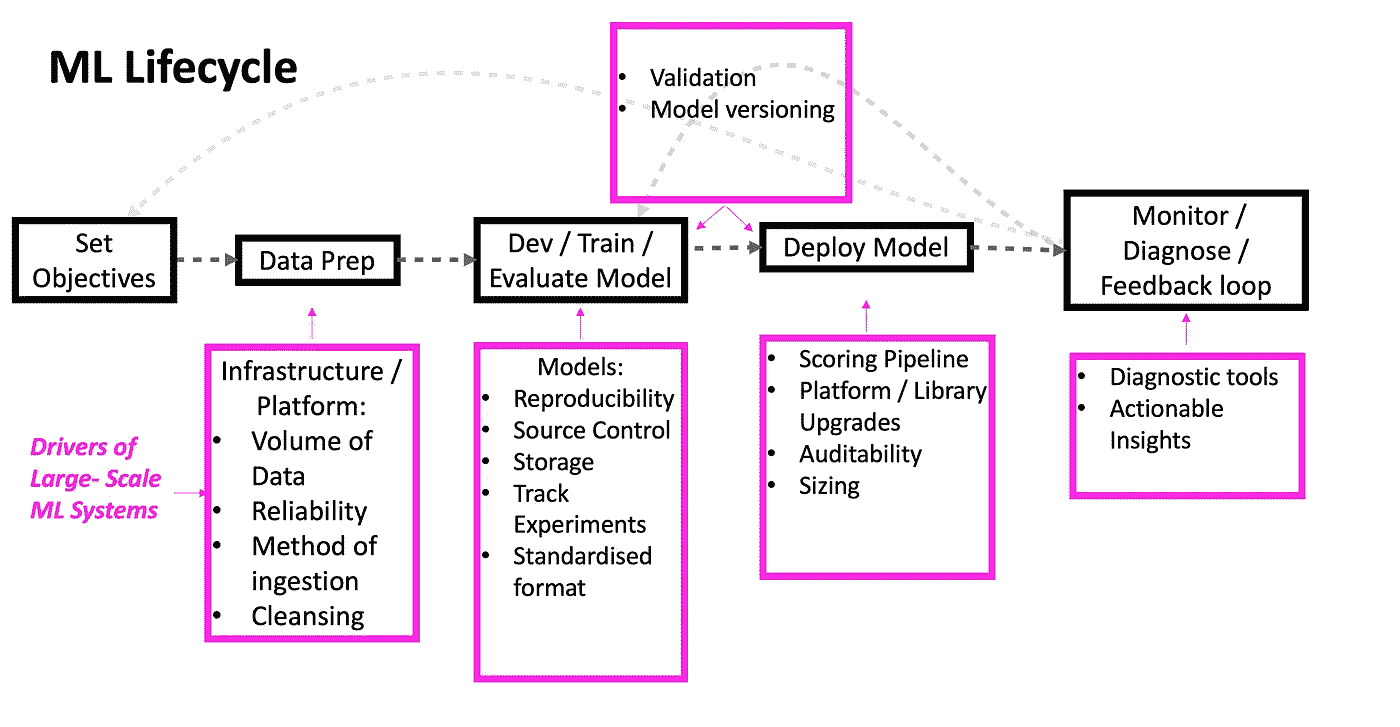 ML Lifecycle
• Validation
• Model versioning
Set
Objectives
Data Prep
Dev / Train /
Evaluate Model
Deploy Model
Monitor /
Diagnose /
Feedback loop
Drivers of
Large- Scale
ML Systems
Infrastructure /
Platform:
• Volume of
Data
• Reliability
• Method of
ingestion
• Cleansing
Models:
• Reproducibility
• Source Control
• Storage
• Track
Experiments
• Standardised
format
• Scoring Pipeline
• Platform / Library
Upgrades
• Auditability
• Sizing
• Diagnostic tools
• Actionable
Insights